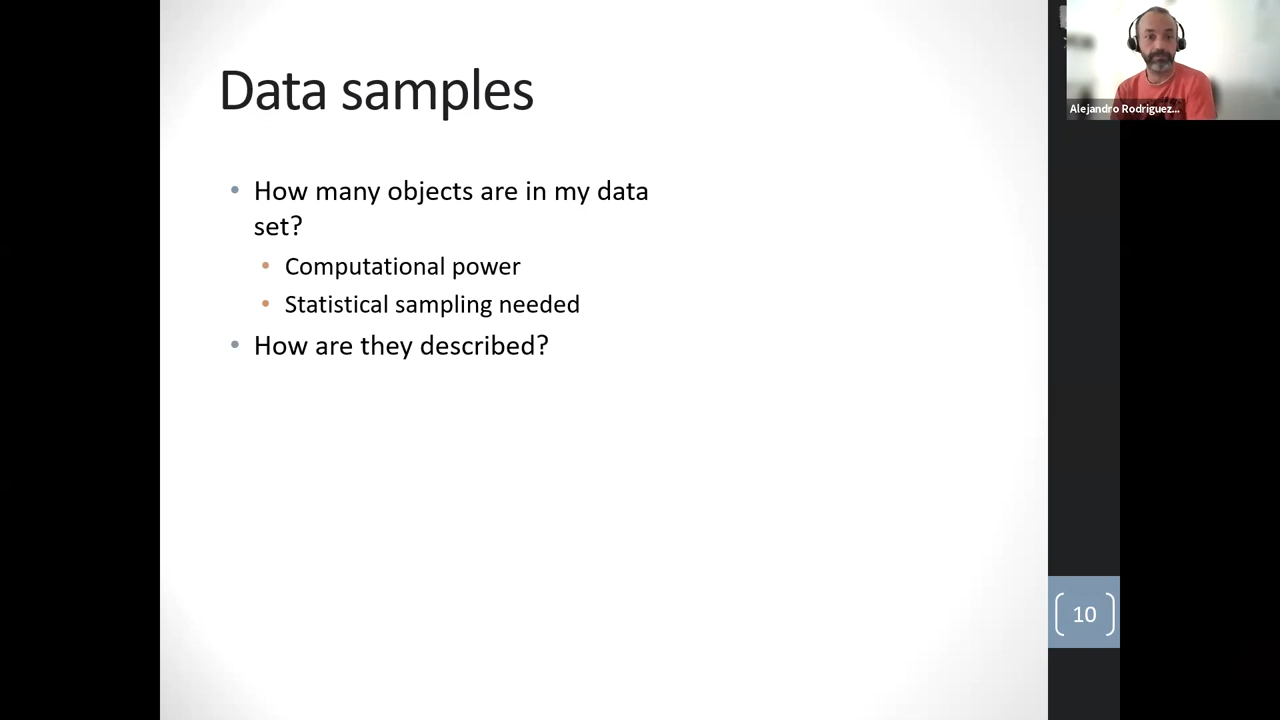 Data samples
How many objects are in my data
set?
Computational power
Statistical sampling needed
How are they described?
10
Alejandro Rodriguez...